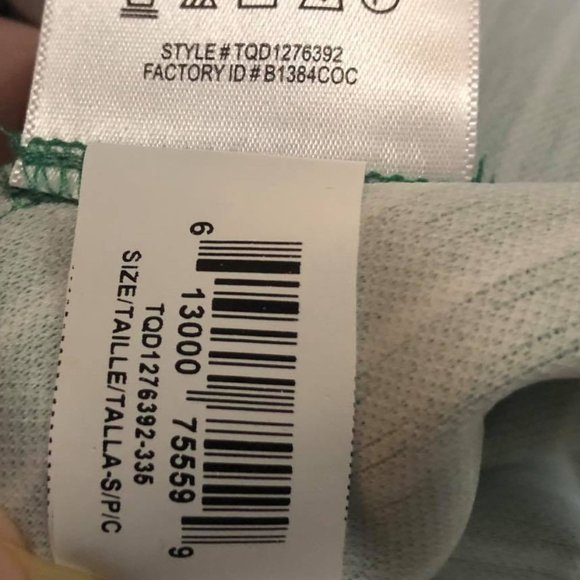 STYLE # TQD1276392
FACTORY ID # B1384COC
6 13000 75559 9
TQD1276392-335
SIZE/TAILLE/TALLA-S/P/C